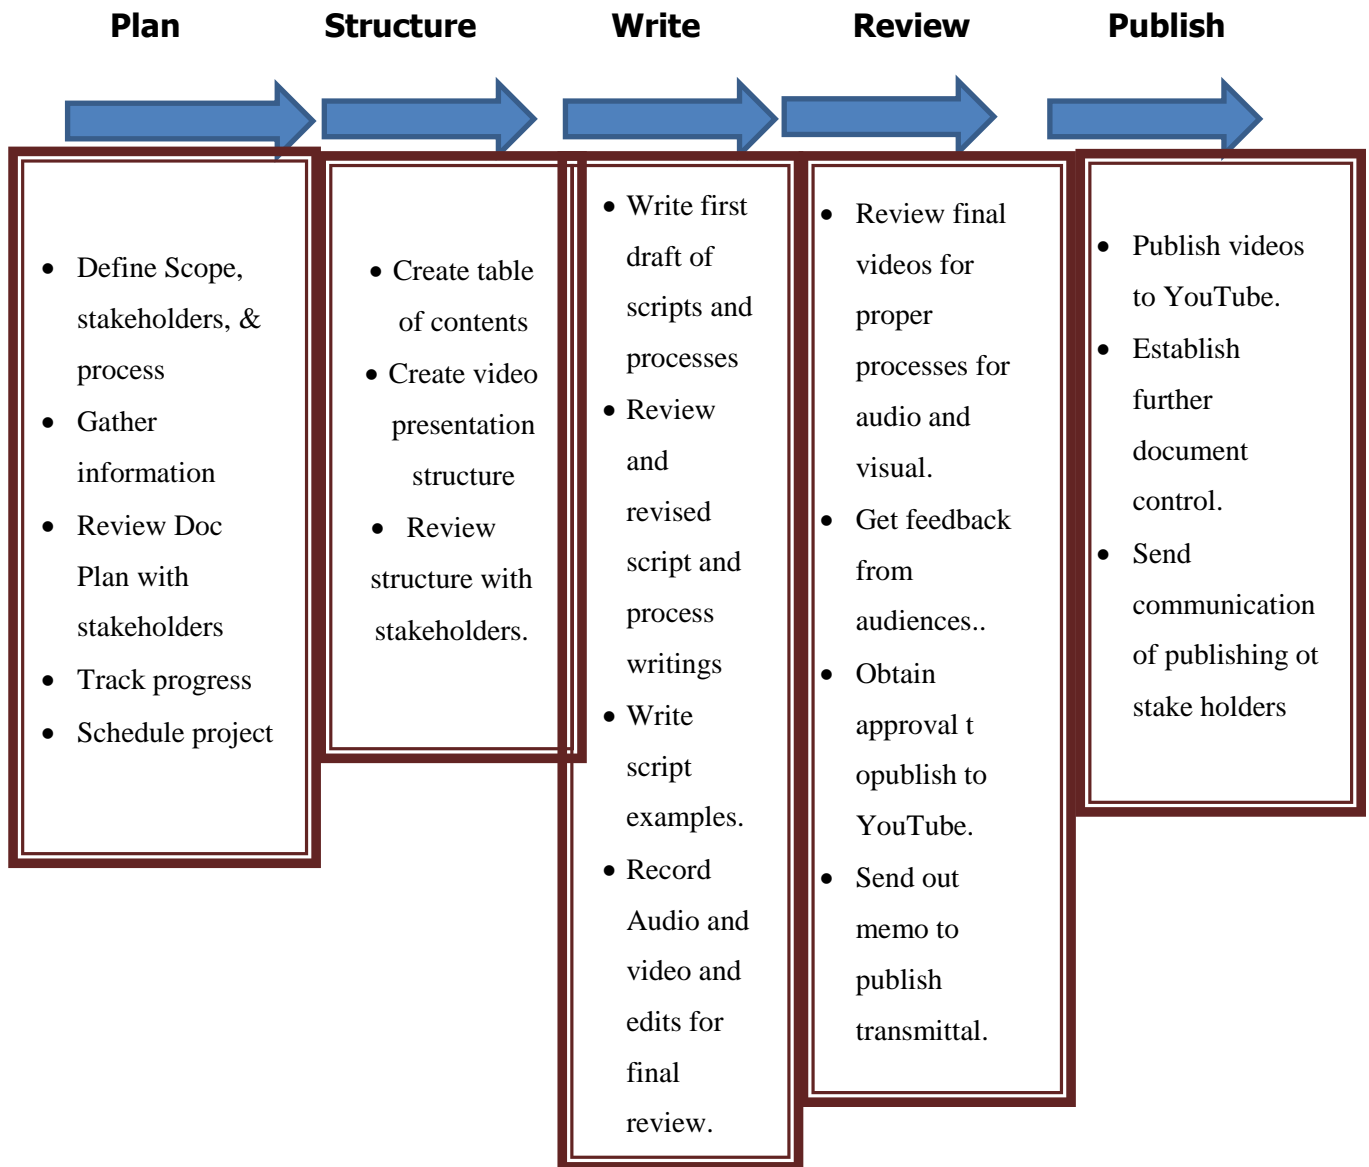 Plan
Structure
Write
Review
Publish
• Define Scope,
stakeholders, &
process
• Gather
information
• Review Doc
Plan with
stakeholders
• Track progress
• Schedule project
• Create table
of contents
• Create video
presentation
structure
• Review
structure with
stakeholders.
• Write first
draft of
scripts and
processes
• Review
and
revised
script and
process
writings
• Write
script
examples.
• Record
Audio and
video and
edits for
final
review.
• Review final
videos for
proper
processes for
audio and
visual.
• Get feedback
from
audiences..
• Obtain
approval t
opublish to
YouTube.
• Send out
memo to
publish
transmittal.
• Publish videos
to YouTube.
• Establish
further
document
control.
• Send
communication
of publishing ot
stake holders